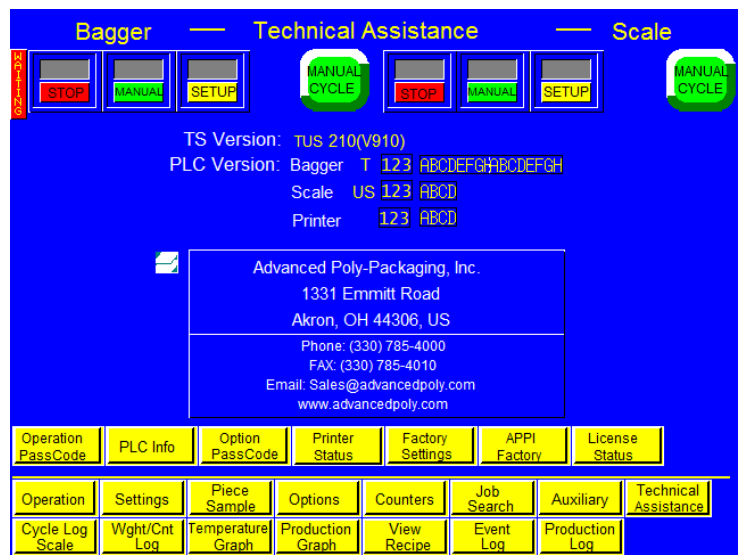 Bagger — Technical Assistance — Scale
WAITING
STOP MANUAL SETUP MANUAL CYCLE STOP MANUAL SETUP MANUAL CYCLE
TS Version: TUS 210(V910)
PLC Version: Bagger T 123 ABCDEFGHABCDEFGH
Scale US 123 ABCD
Printer 123 ABCD
Advanced Poly-Packaging, Inc.
1331 Emmitt Road
Akron, OH 44306, US
Phone: (330) 785-4000
FAX: (330) 785-4010
Email: Sales@advancedpoly.com
www.advancedpoly.com
Operation PassCode
PLC Info
Option PassCode
Printer Status
Factory Settings
APPI Factory
License Status
Operation
Settings
Piece Sample
Options
Counters
Job Search
Auxiliary
Technical Assistance
Cycle Log Scale
Wght/Cnt Log
Temperature Graph
Production Graph
View Recipe
Event Log
Production Log